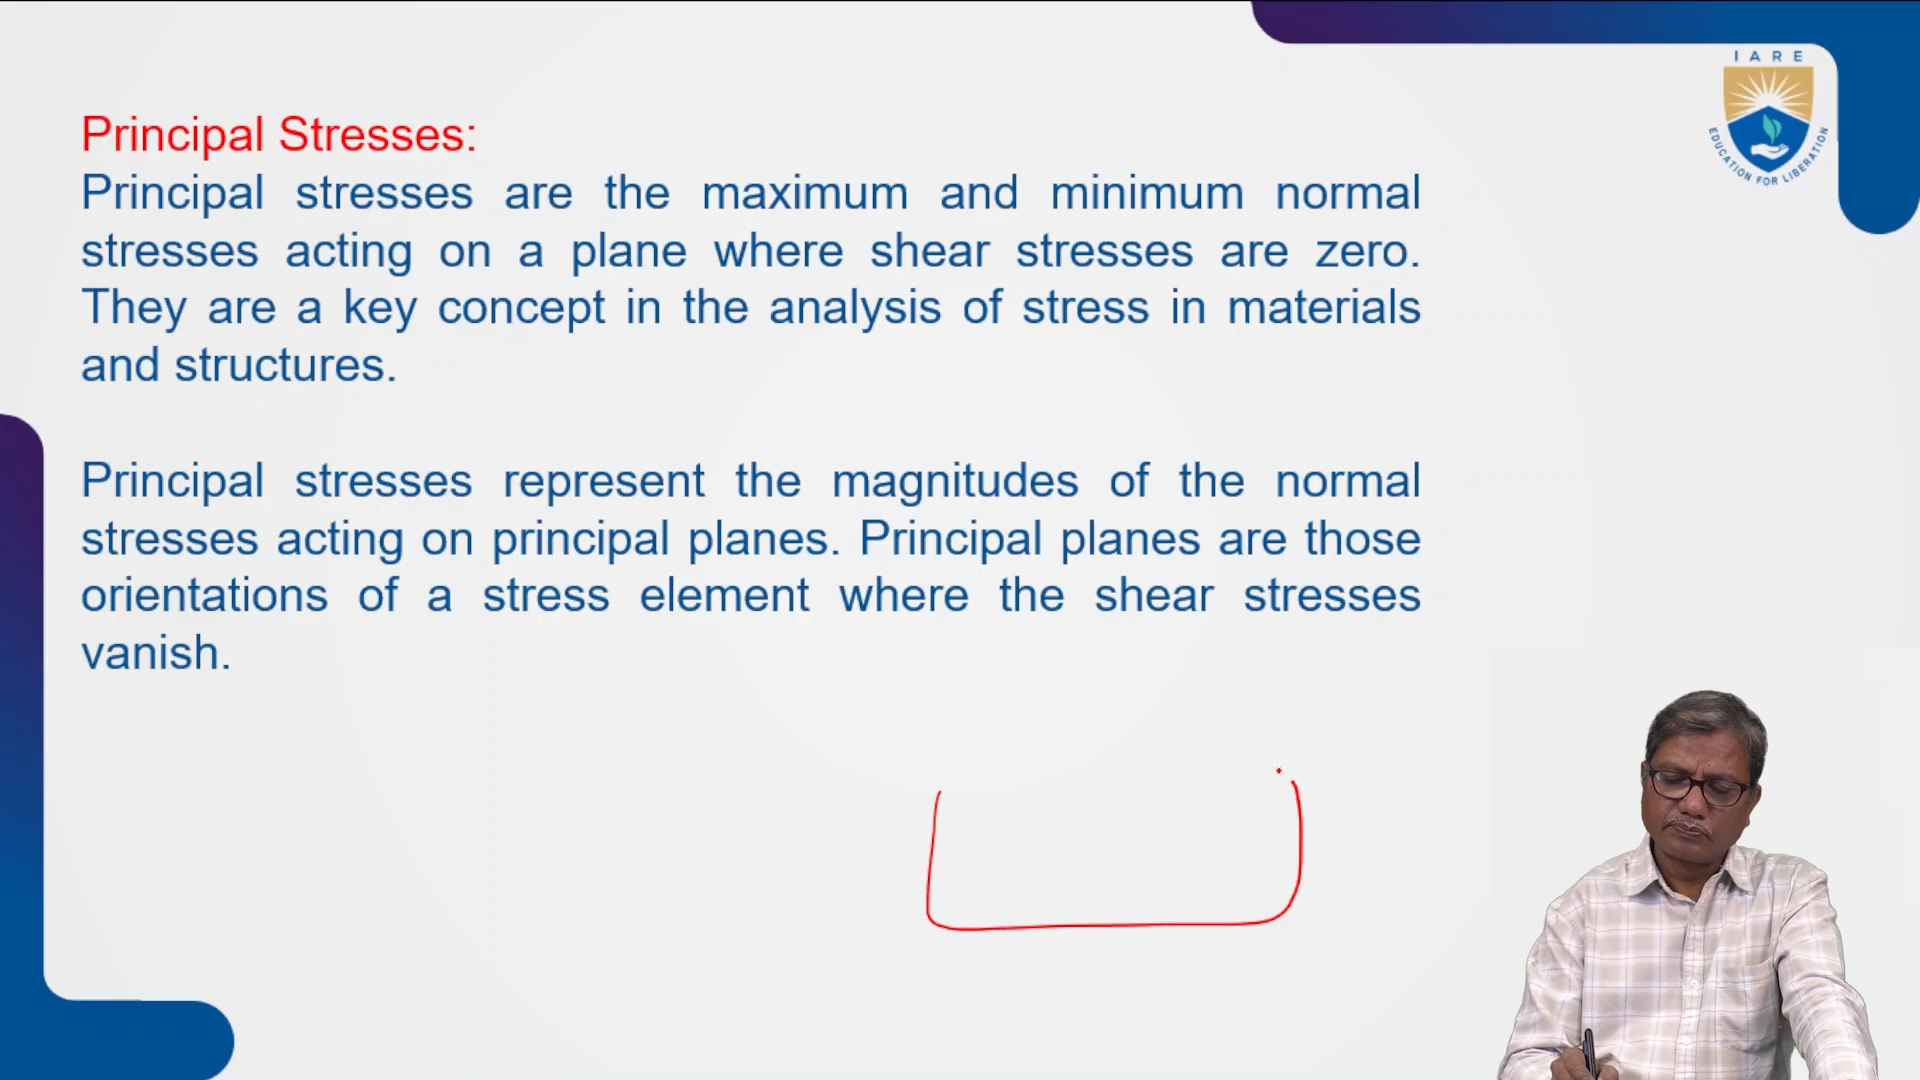 I A R E
EDUCATION FOR LIBERATION
Principal Stresses:
Principal stresses are the maximum and minimum normal
stresses acting on a plane where shear stresses are zero.
They are a key concept in the analysis of stress in materials
and structures.
Principal stresses represent the magnitudes of the normal
stresses acting on principal planes. Principal planes are those
orientations of a stress element where the shear stresses
vanish.